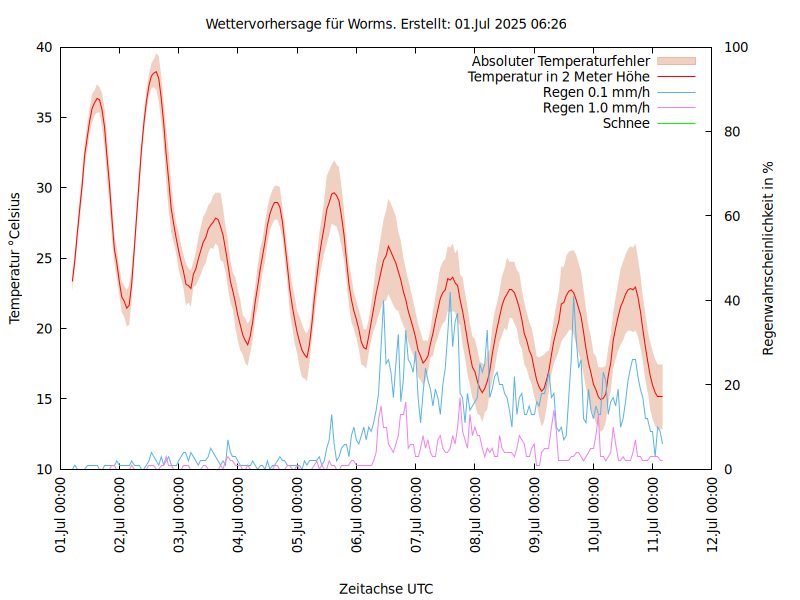 Wettervorhersage für Worms. Erstellt: 01.Jul 2025 06:26
Absoluter Temperaturfehler
Temperatur in 2 Meter Höhe
Regen 0.1 mm/h
Regen 1.0 mm/h
Schnee
Temperatur °Celsius
40
35
30
25
20
15
10
100
80
60
40
20
0
Regenwahrscheinlichkeit in %
01.Jul 00:00
02.Jul 00:00
03.Jul 00:00
04.Jul 00:00
05.Jul 00:00
06.Jul 00:00
07.Jul 00:00
08.Jul 00:00
09.Jul 00:00
10.Jul 00:00
11.Jul 00:00
12.Jul 00:00
Zeitachse UTC